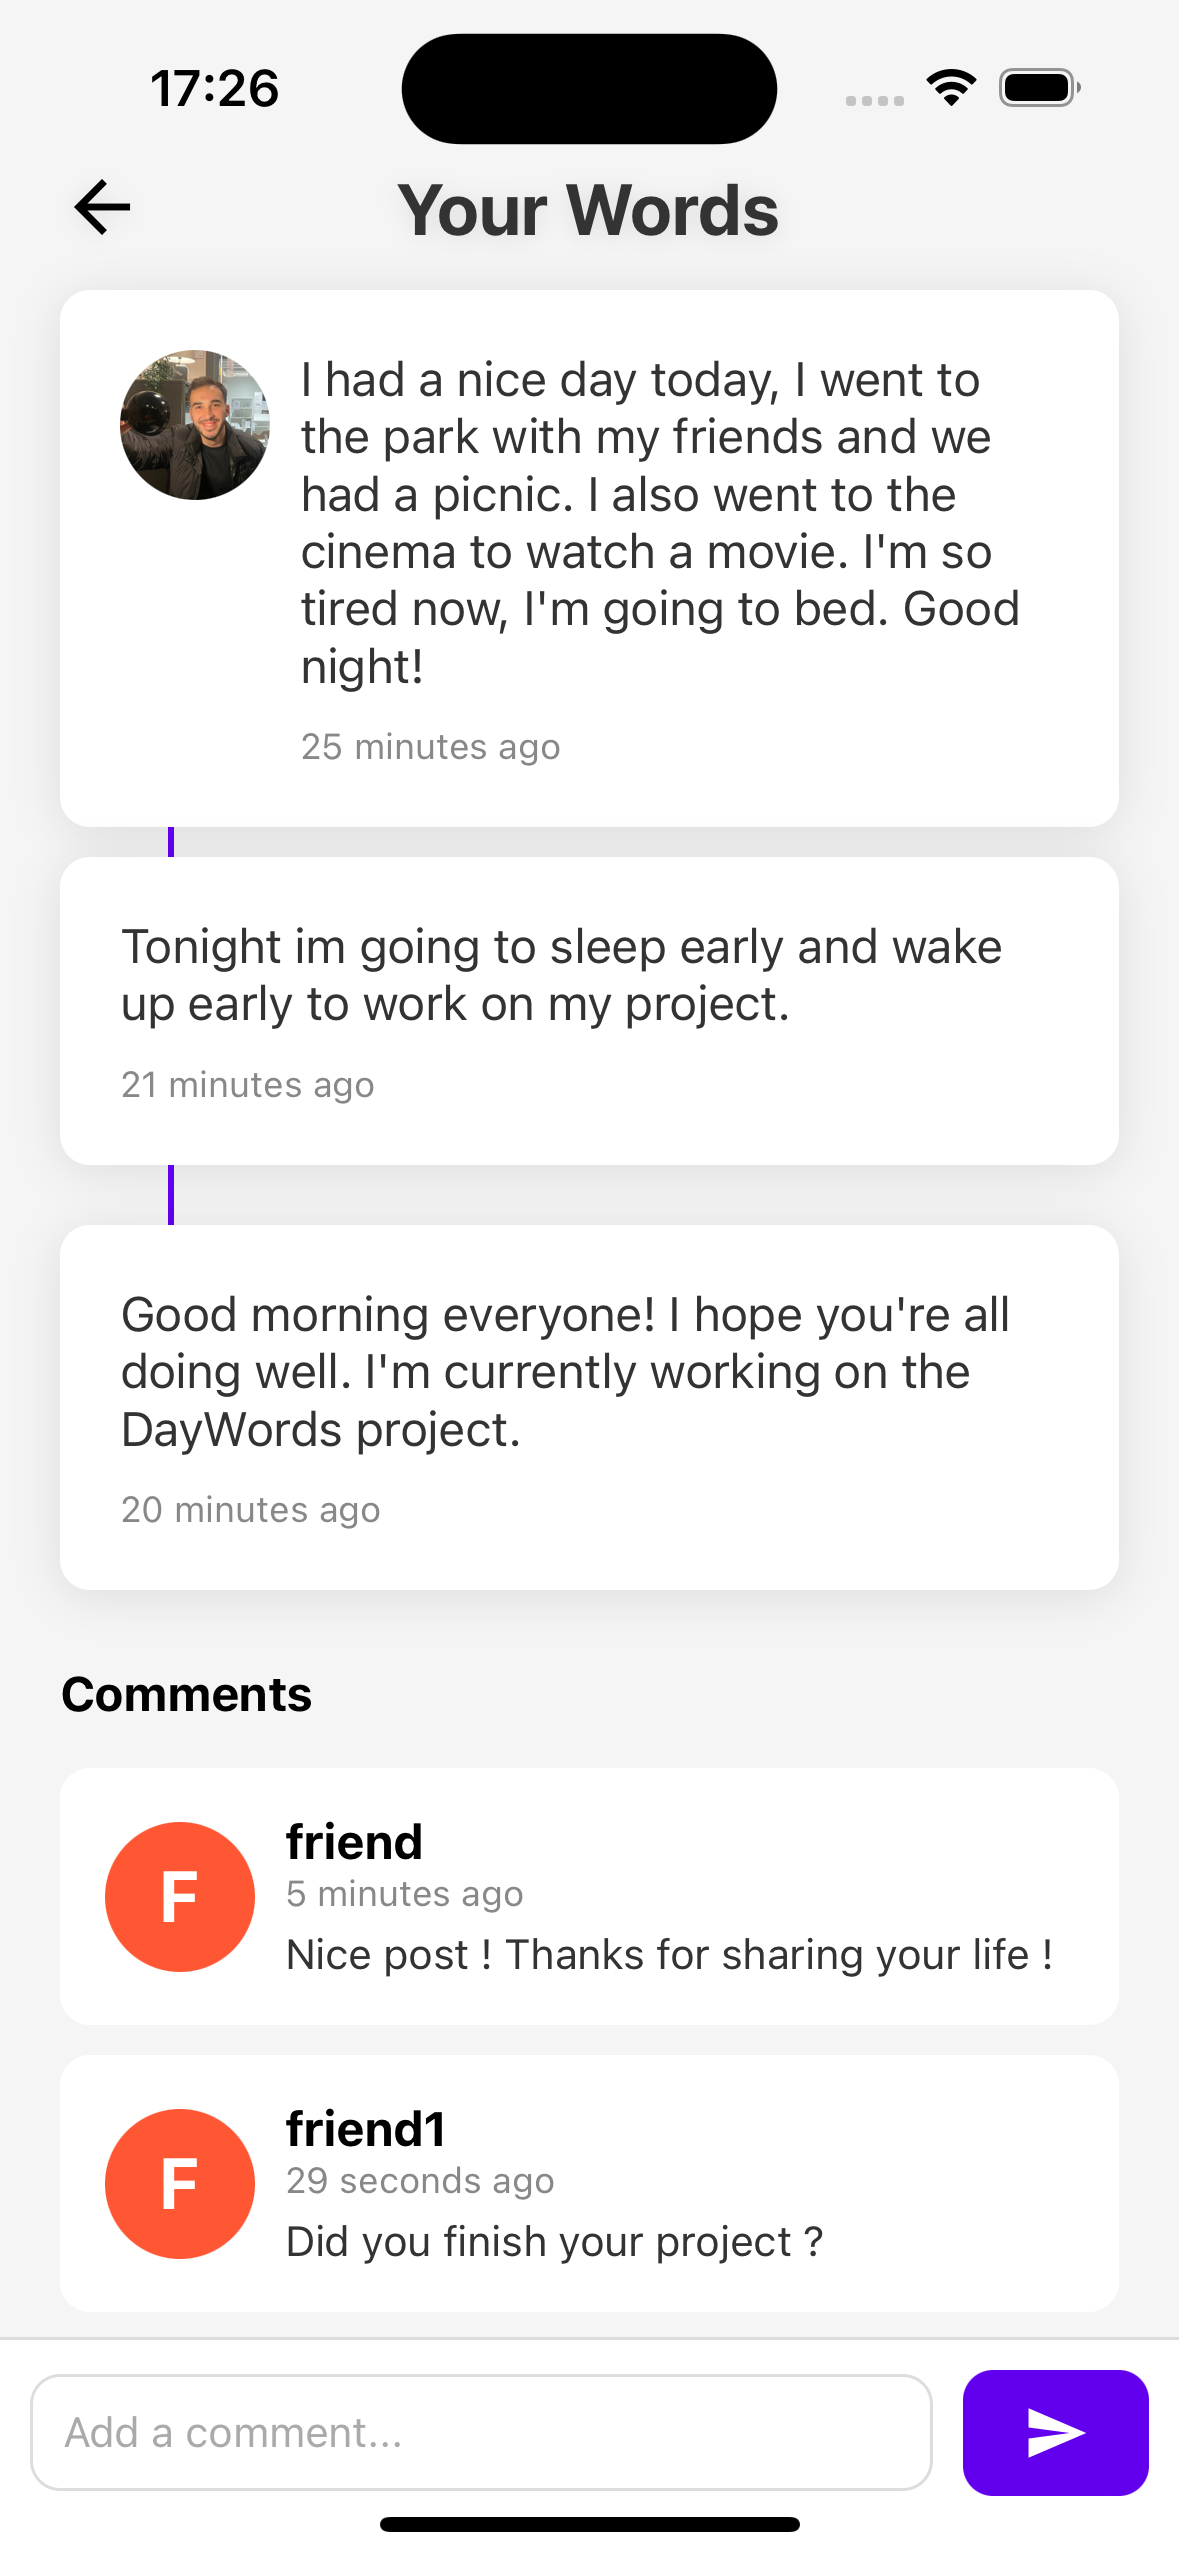 17:26
Your Words
I had a nice day today, I went to
the park with my friends and we
had a picnic. I also went to the
cinema to watch a movie. I'm so
tired now, I'm going to bed. Good
night!
25 minutes ago
Tonight im going to sleep early and wake
up early to work on my project.
21 minutes ago
Good morning everyone! I hope you're all
doing well. I'm currently working on the
DayWords project.
20 minutes ago
Comments
F
friend
5 minutes ago
Nice post ! Thanks for sharing your life !
F
friend1
29 seconds ago
Did you finish your project ?
Add a comment...